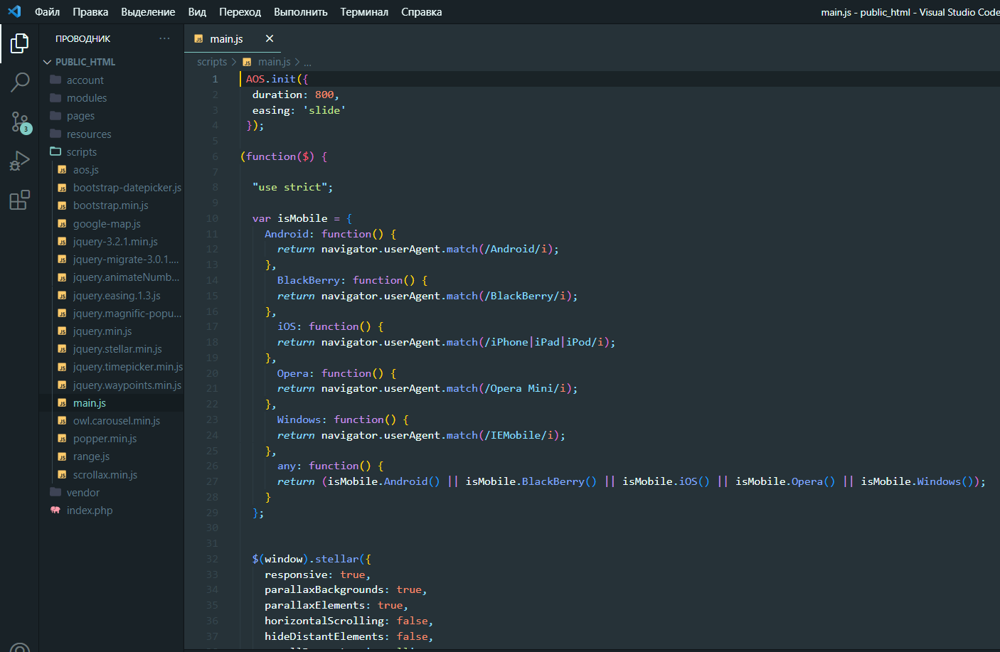 Файл Правка Выделение Вид Переход Выполнить Терминал Справка main.js - public_html - Visual Studio Code
ПРОВОДНИК ...
PUBLIC_HTML
account
modules
pages
resources
scripts
aos.js
bootstrap-datepicker.js
bootstrap.min.js
google-map.js
jquery-3.2.1.min.js
jquery-migrate-3.0.1....
jquery.animateNumb...
jquery.easing.1.3.js
jquery.magnific-popu...
jquery.min.js
jquery.stellar.min.js
jquery.timepicker.min.js
jquery.waypoints.min.js
main.js
owl.carousel.min.js
popper.min.js
range.js
scrollax.min.js
vendor
index.php
3
main.js
scripts > main.js > ...
1 AOS.init({
2 duration: 800,
3 easing: 'slide'
4 });
5
6 (function($) {
7
8 "use strict";
9
10 var isMobile = {
11 Android: function() {
12 return navigator.userAgent.match(/Android/i);
13 },
14 BlackBerry: function() {
15 return navigator.userAgent.match(/BlackBerry/i);
16 },
17 iOS: function() {
18 return navigator.userAgent.match(/iPhone|iPad|iPod/i);
19 },
20 Opera: function() {
21 return navigator.userAgent.match(/Opera Mini/i);
22 },
23 Windows: function() {
24 return navigator.userAgent.match(/IEMobile/i);
25 },
26 any: function() {
27 return (isMobile.Android() || isMobile.BlackBerry() || isMobile.iOS() || isMobile.Opera() || isMobile.Windows());
28 }
29 };
30
31
32 $(window).stellar({
33 responsive: true,
34 parallaxBackgrounds: true,
35 parallaxElements: true,
36 horizontalScrolling: false,
37 hideDistantElements: false,